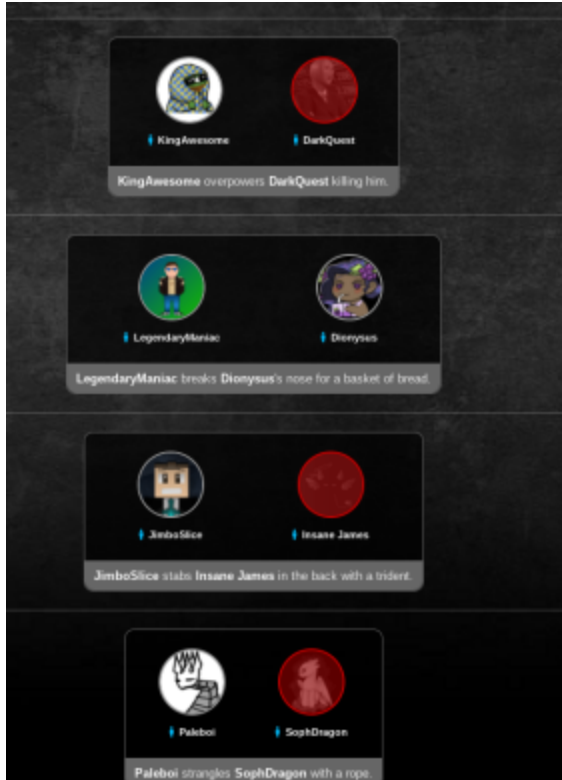 KingAwesome DarkQuest
KingAwesome overpowers DarkQuest killing him.
LegendaryManiac Dionysus
LegendaryManiac breaks Dionysus's nose for a basket of bread.
JimboSlice Insane James
JimboSlice stabs Insane James in the back with a trident.
Paleboi SophDragon
Paleboi strangles SophDragon with a rope.